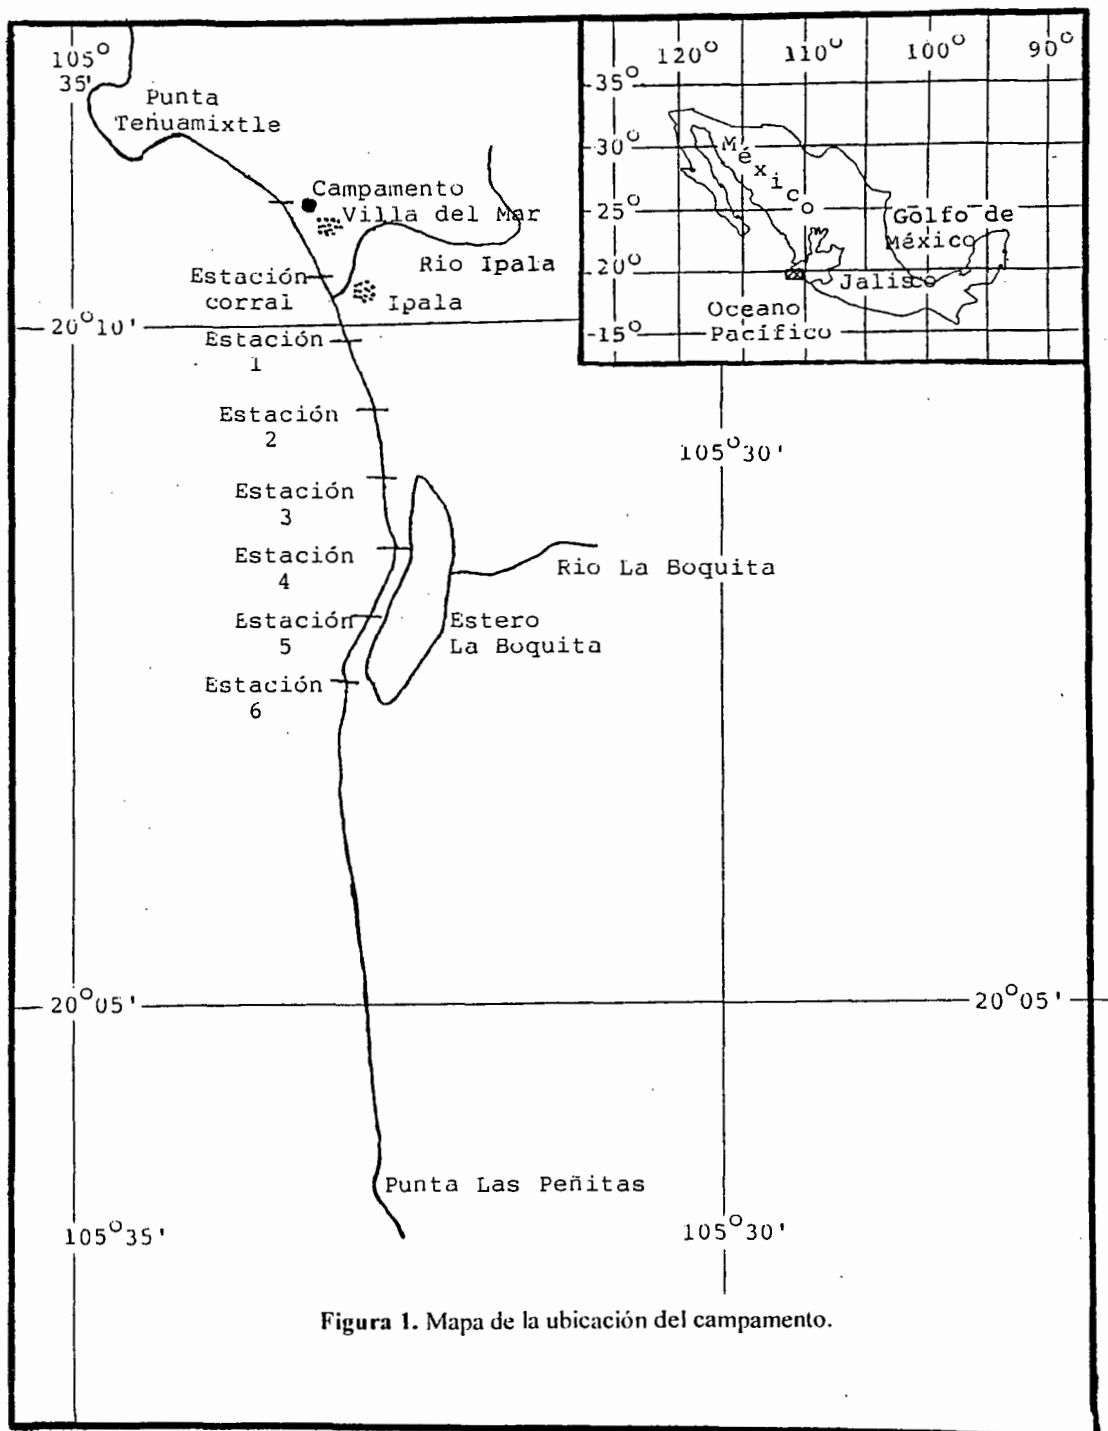 105°
35'
Punta
Tehuamixtle
Campamento
Villa del Mar
Rio Ipala
Estación
corral
Ipala
20°10'
Estación
1
Estación
2
Estación
3
Estación
4
Estación
5
Estación
6
105°30'
Rio La Boquita
Estero
La Boquita
20°05'
20°05'
Punta Las Peñitas
105°35'
105°30'
120°
110°
100°
90°
35°
30°
25°
20°
15°
México
Golfo de
México
Jalisco
Oceano
Pacífico
Figura 1. Mapa de la ubicación del campamento.